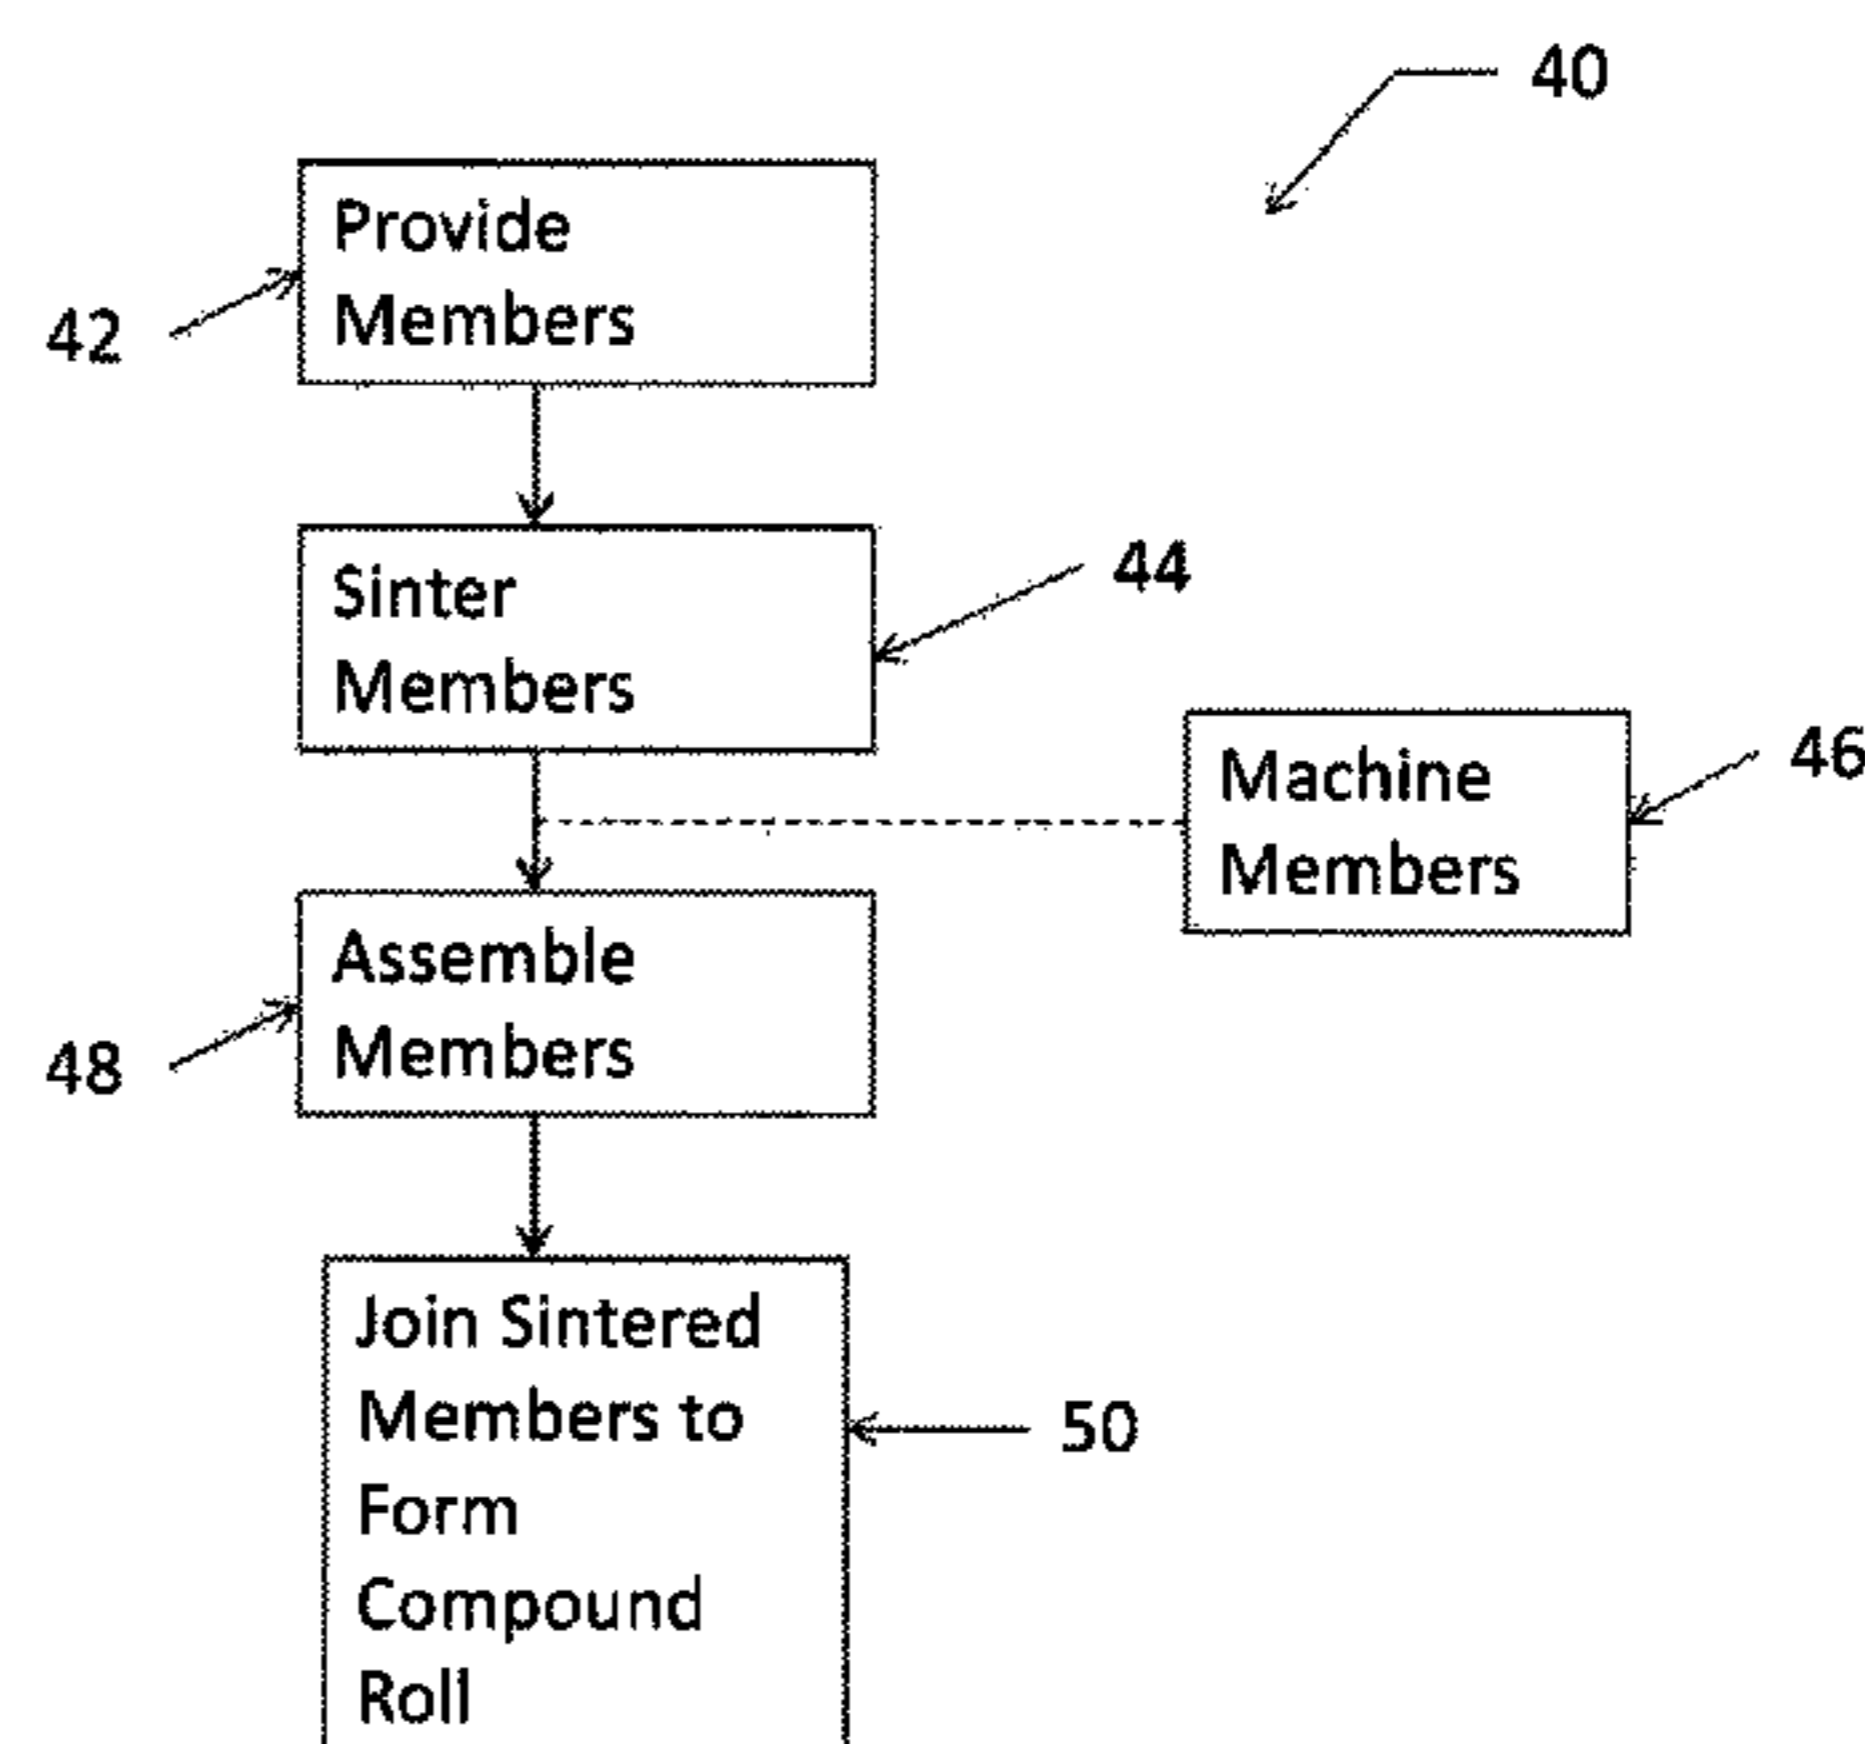 40
Provide
Members
42
Sinter
Members
44
Machine
Members
46
Assemble
Members
48
Join Sintered
Members to
Form
Compound
Roll
50